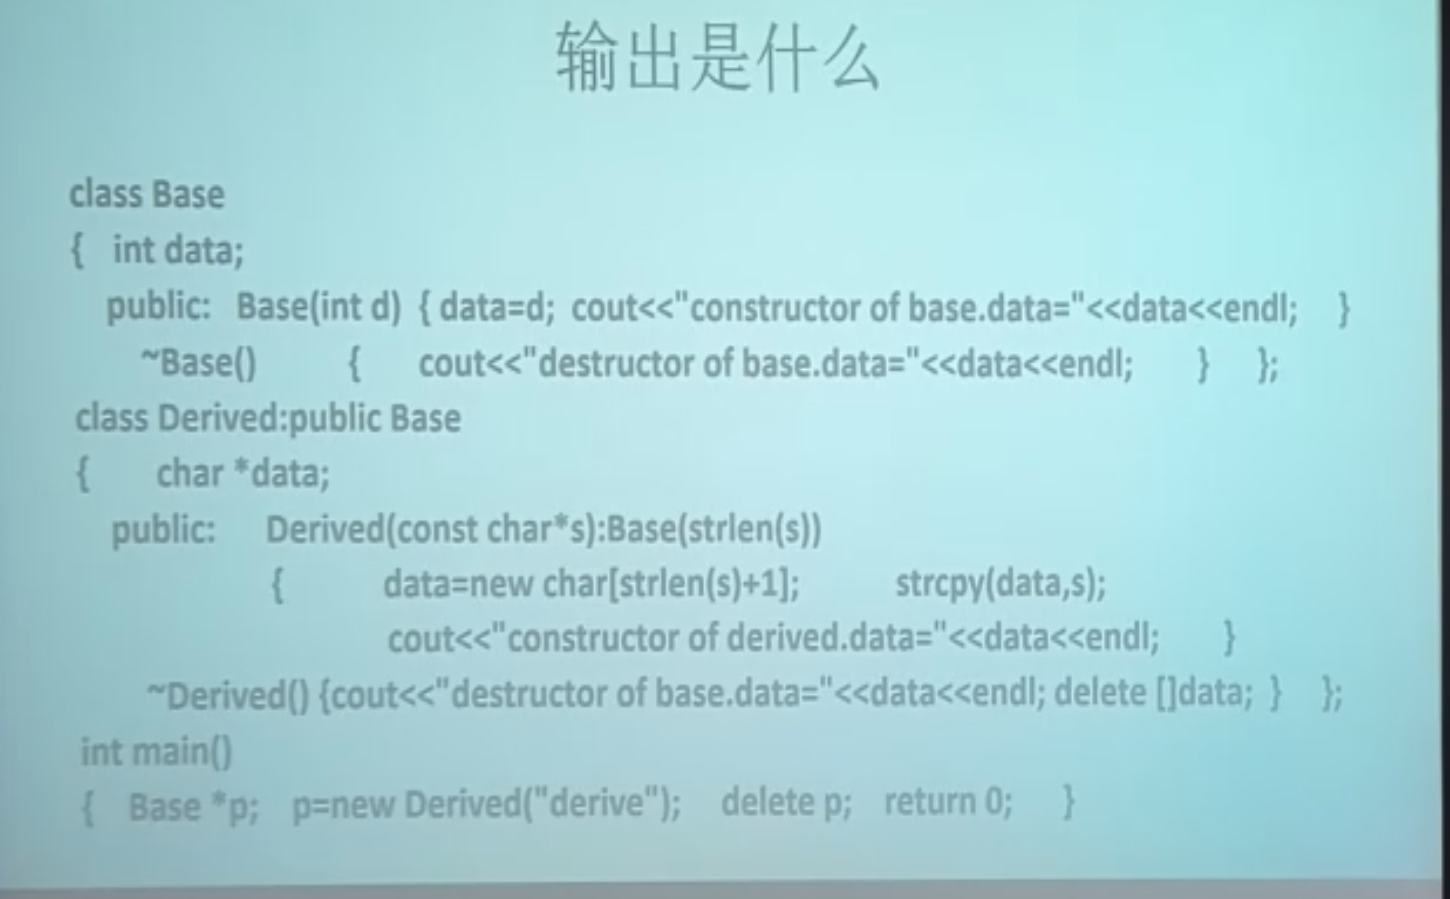 输出是什么
class Base
{ int data;
public: Base(int d) { data=d; cout<<"constructor of base.data="<<data<<endl; }
~Base() { cout<<"destructor of base.data="<<data<<endl; } };
class Derived:public Base
{ char *data;
public: Derived(const char*s):Base(strlen(s))
{ data=new char[strlen(s)+1]; strcpy(data,s);
cout<<"constructor of derived.data="<<data<<endl; }
~Derived() {cout<<"destructor of base.data="<<data<<endl; delete []data; } };
int main()
{ Base *p; p=new Derived("derive"); delete p; return 0; }